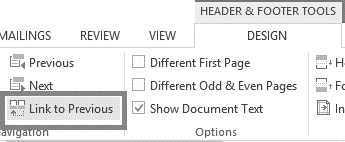 HEADER & FOOTER TOOLS
MAILINGS REVIEW VIEW DESIGN
Previous Different First Page
Next Different Odd & Even Pages
Link to Previous Show Document Text
Options